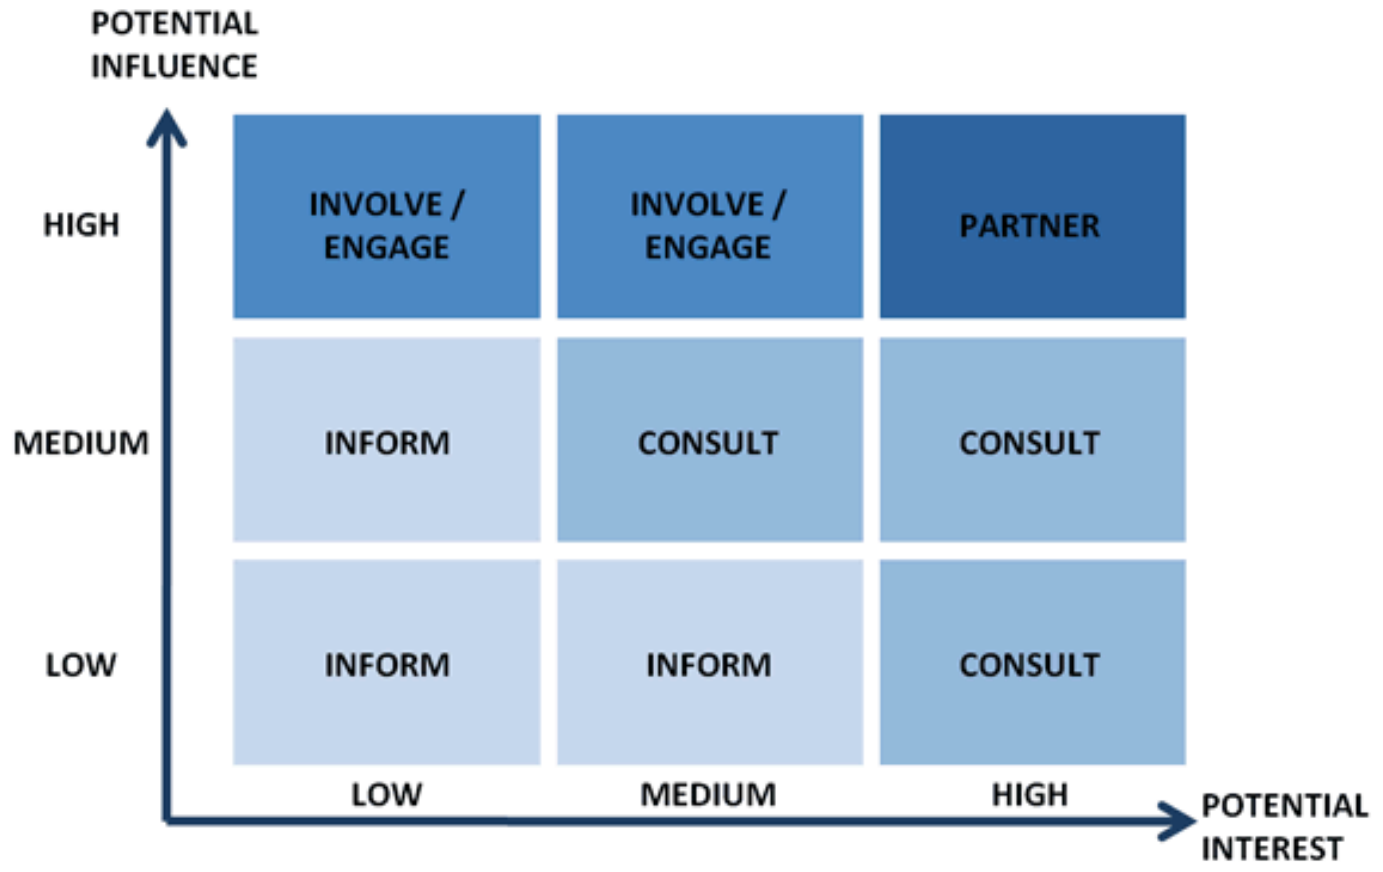 POTENTIAL
INFLUENCE
HIGH
INVOLVE /
ENGAGE
INVOLVE /
ENGAGE
PARTNER
MEDIUM
INFORM
CONSULT
CONSULT
LOW
INFORM
INFORM
CONSULT
LOW
MEDIUM
HIGH
POTENTIAL
INTEREST